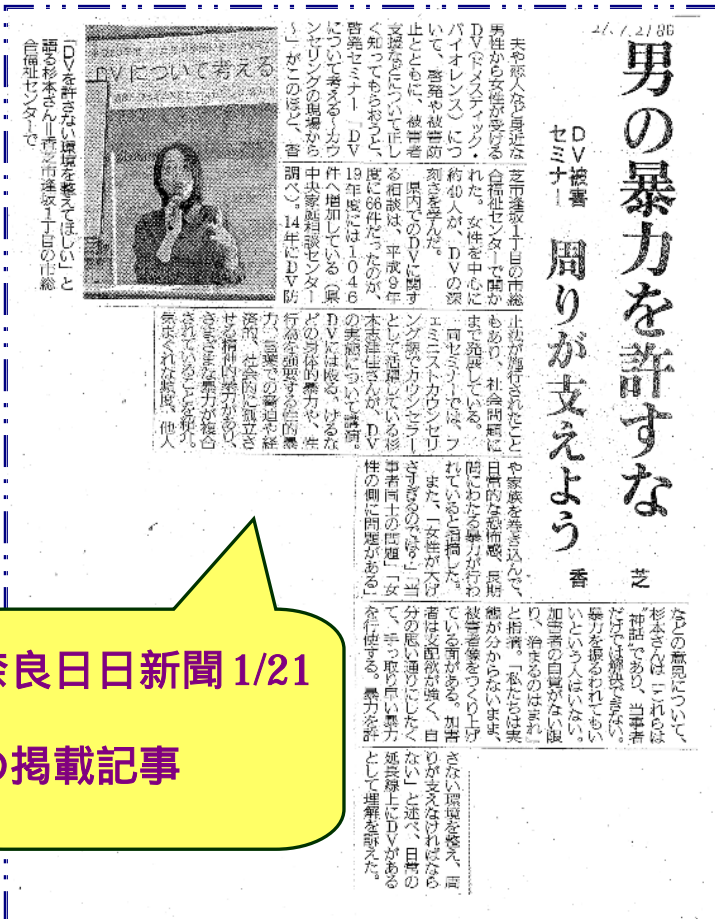 21.1.21 8面
男の暴力を許すな
香芝
DV被害
セミナー
周りが支えよう
夫や恋人など身近な
男性から女性が受ける
DV(ドメスティック・
バイオレンス)につ
いて、啓発や被害防
止とともに、被害者
支援などについて正し
く知ってもらおうと、
啓発セミナー「DV
について考える〜カウ
ンセリングの現場から
〜」がこのほど、香
芝市逢坂1丁目の市総
合福祉センターで開か
れた。女性を中心に
約40人が、DVの深
刻さを学んだ。
県内でのDVに関す
る相談は、平成9年
度に66件だったのが、
19年度には1046
件へ増加している(県
中央家庭相談センター
調べ)。14年にDV防
止法が施行されたこと
もあり、社会問題に
まで発展している。
同セミナーでは、フ
ェミニストカウンセリ
ング課でカウンセラー
として活躍している杉
本志津佳さんが、DV
の実態について講演。
DVには殴る、けるな
どの身体的暴力や、性
行為を強要する性的暴
力、言葉での脅迫や経
済的、社会的に孤立さ
せる精神的暴力があり、
さまざまな暴力が複合
されていることを紹介。
気まぐれな頻度、他人
や家族を巻き込んで、
日常的な恐怖感、長期
間にわたる暴力が行わ
れていると指摘した。
また、「女性が大げ
さすぎるのでは?」「当
事者同士の問題」「女
性の側に問題がある」
などの意見について、
杉本さんは「これらは
“神話”であり、当事者
だけでは解決できない。
暴力を振るわれてもい
いという人はいない。
加害者の自覚がない限
り、治まるのはまれ」
と指摘。「私たちは実
態が分からないまま、
被害者像をつくり上げ
ている面がある。加害
者は支配欲が強く、自
分の思い通りにしたく
て、手っ取り早い暴力
を行使する。暴力を許
さない環境を整え、周
りが支えなければなら
ない」と述べ、日常の
延長線上にDVがある
として理解を訴えた。
DVについて考える
「DVを許さない環境を整えてほしい」と
語る杉本さん=香芝市逢坂1丁目の市総
合福祉センターで
奈良日日新聞 1/21
の掲載記事